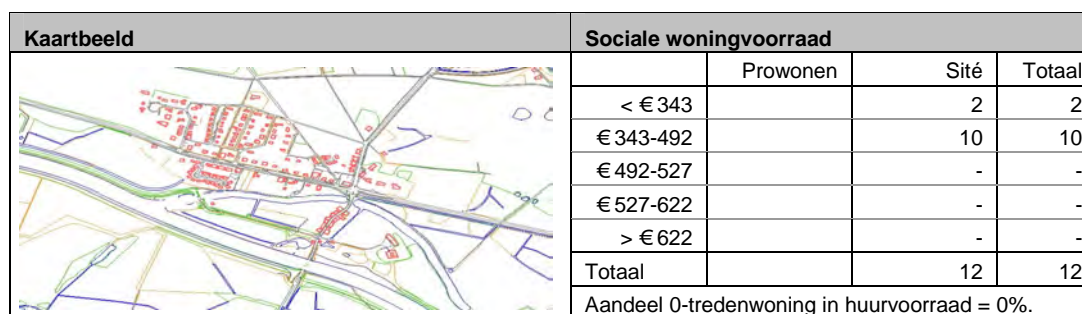 Kaartbeeld Sociale woningvoorraad
Prowonen Sité Totaal
< € 343 2 2
€ 343-492 10 10
€ 492-527 - -
€ 527-622 - -
> € 622 - -
Totaal 12 12
Aandeel 0-tredenwoning in huurvoorraad = 0%.